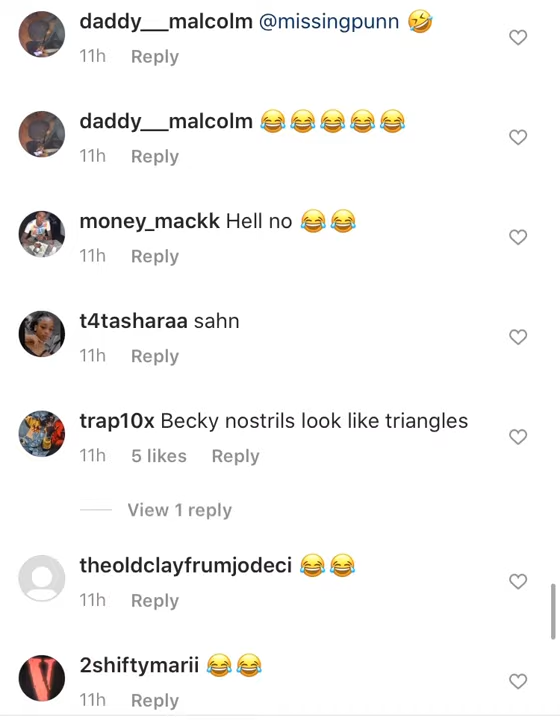 daddy___malcolm @missingpunn 🤣
11h Reply
daddy___malcolm 😂😂😂😂😂
11h Reply
money_mackk Hell no 😂😂
11h Reply
t4tasharaa sahn
11h Reply
trap10x Becky nostrils look like triangles
11h 5 likes Reply
View 1 reply
theoldclayfrumjodeci 😂😂
11h Reply
2shiftymarii 😂😂
11h Reply